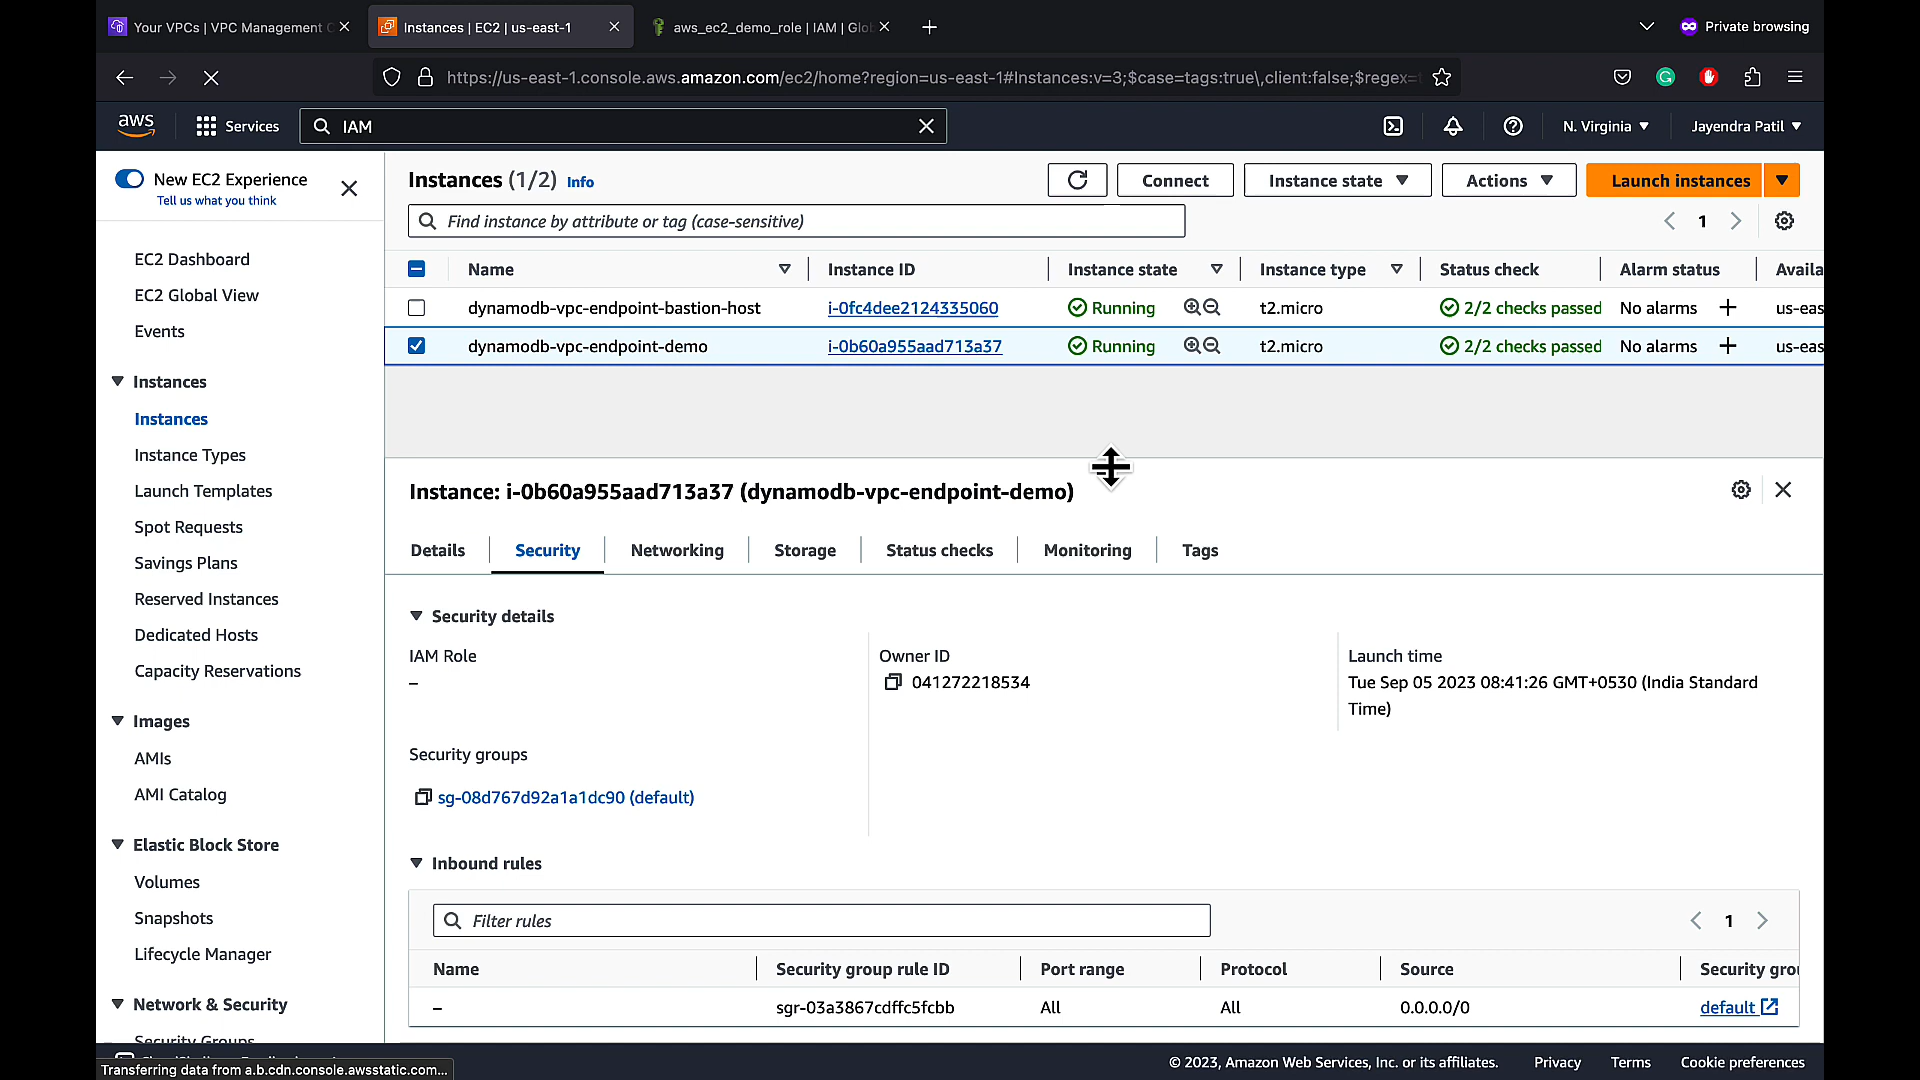 Your VPCs | VPC Management C
Instances | EC2 | us-east-1
aws_ec2_demo_role | IAM | Glo
Private browsing
https://us-east-1.console.aws.amazon.com/ec2/home?region=us-east-1#Instances:v=3;$case=tags:true\,client:false;$regex=t
aws
Services
IAM
N. Virginia
Jayendra Patil
New EC2 Experience
Tell us what you think
EC2 Dashboard
EC2 Global View
Events
Instances
Instances
Instance Types
Launch Templates
Spot Requests
Savings Plans
Reserved Instances
Dedicated Hosts
Capacity Reservations
Images
AMIs
AMI Catalog
Elastic Block Store
Volumes
Snapshots
Lifecycle Manager
Network & Security
Security Groups
Instances (1/2) Info
Connect
Instance state
Actions
Launch instances
Find instance by attribute or tag (case-sensitive)
1
Name Instance ID Instance state Instance type Status check Alarm status Availa
dynamodb-vpc-endpoint-bastion-host i-0fc4dee2124335060 Running t2.micro 2/2 checks passed No alarms + us-eas
dynamodb-vpc-endpoint-demo i-0b60a955aad713a37 Running t2.micro 2/2 checks passed No alarms + us-eas
Instance: i-0b60a955aad713a37 (dynamodb-vpc-endpoint-demo)
Details Security Networking Storage Status checks Monitoring Tags
Security details
IAM Role
–
Owner ID
041272218534
Launch time
Tue Sep 05 2023 08:41:26 GMT+0530 (India Standard
Time)
Security groups
sg-08d767d92a1a1dc90 (default)
Inbound rules
Filter rules
1
Name Security group rule ID Port range Protocol Source Security grou
– sgr-03a3867cdffc5fcbb All All 0.0.0.0/0 default
Transferring data from a.b.cdn.console.awsstatic.com...
© 2023, Amazon Web Services, Inc. or its affiliates.
Privacy
Terms
Cookie preferences